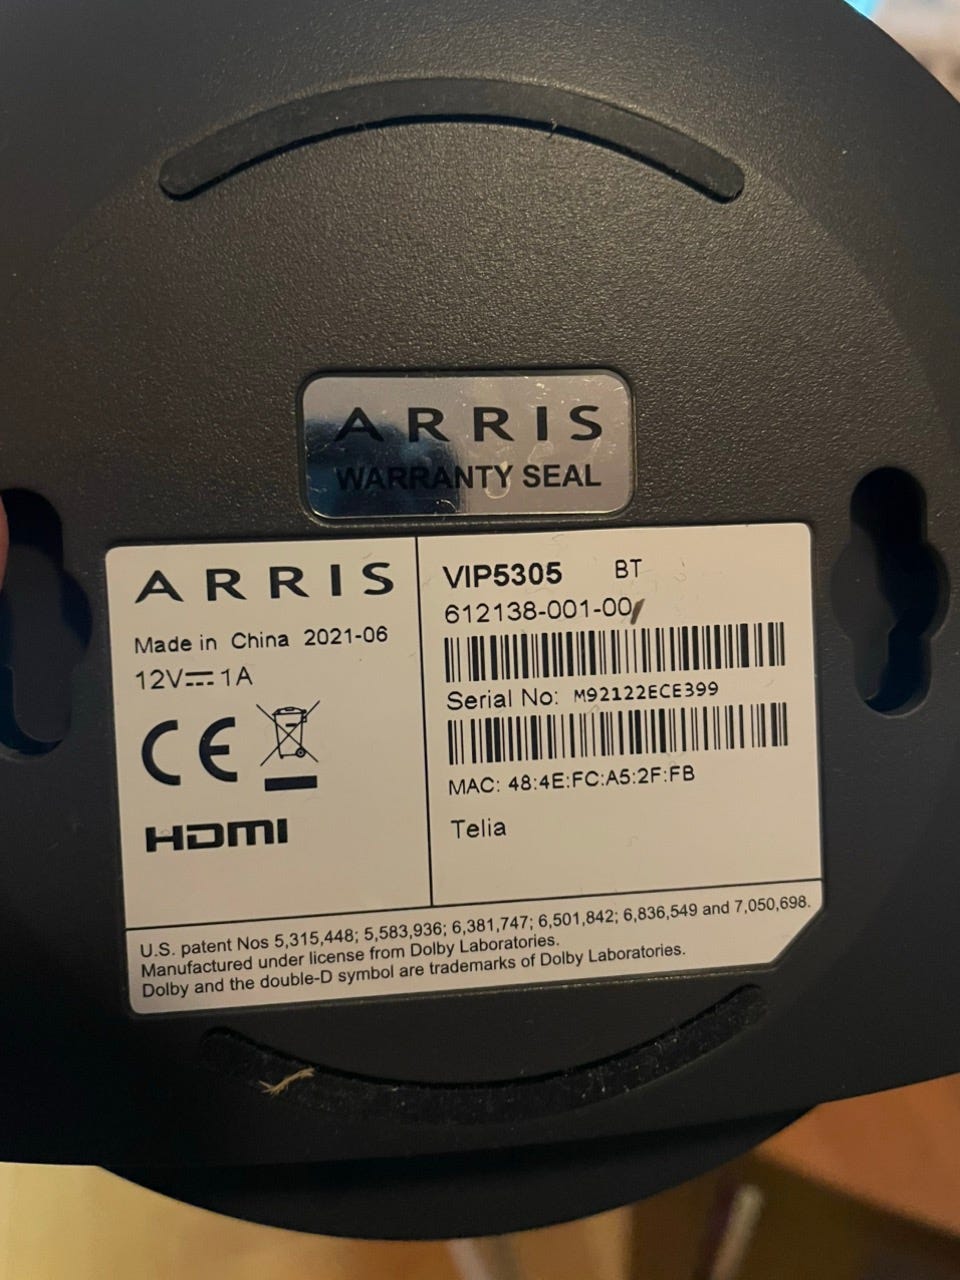 ARRIS
WARRANTY SEAL
ARRIS
Made in China 2021-06
12V⎓1A
CE
HDMI
VIP5305 BT
612138-001-00
Serial No: M92122ECE399
MAC: 48:4E:FC:A5:2F:FB
Telia
U.S. patent Nos 5,315,448; 5,583,936; 6,381,747; 6,501,842; 6,836,549 and 7,050,698.
Manufactured under license from Dolby Laboratories.
Dolby and the double-D symbol are trademarks of Dolby Laboratories.